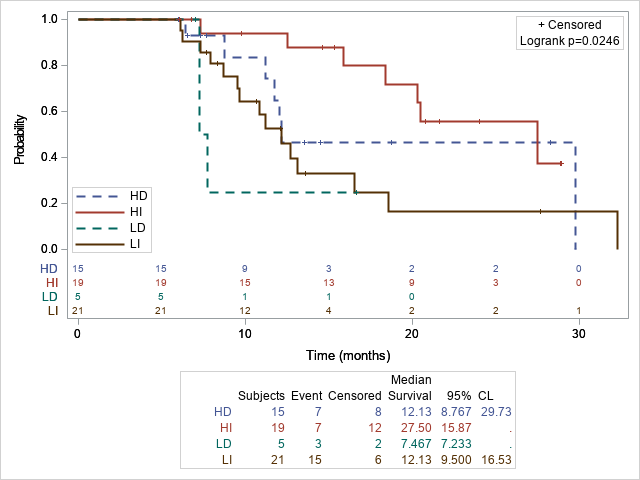 + Censored
Logrank p=0.0246
1.0
0.8
0.6
0.4
0.2
0.0
Probability
HD
HI
LD
LI
HD 15 15 9 3 2 2 0
HI 19 19 15 13 9 3 0
LD 5 5 1 1 0
LI 21 21 12 4 2 2 1
0 10 20 30
Time (months)
Median
Subjects Event Censored Survival 95% CL
HD 15 7 8 12.13 8.767 29.73
HI 19 7 12 27.50 15.87 .
LD 5 3 2 7.467 7.233 .
LI 21 15 6 12.13 9.500 16.53